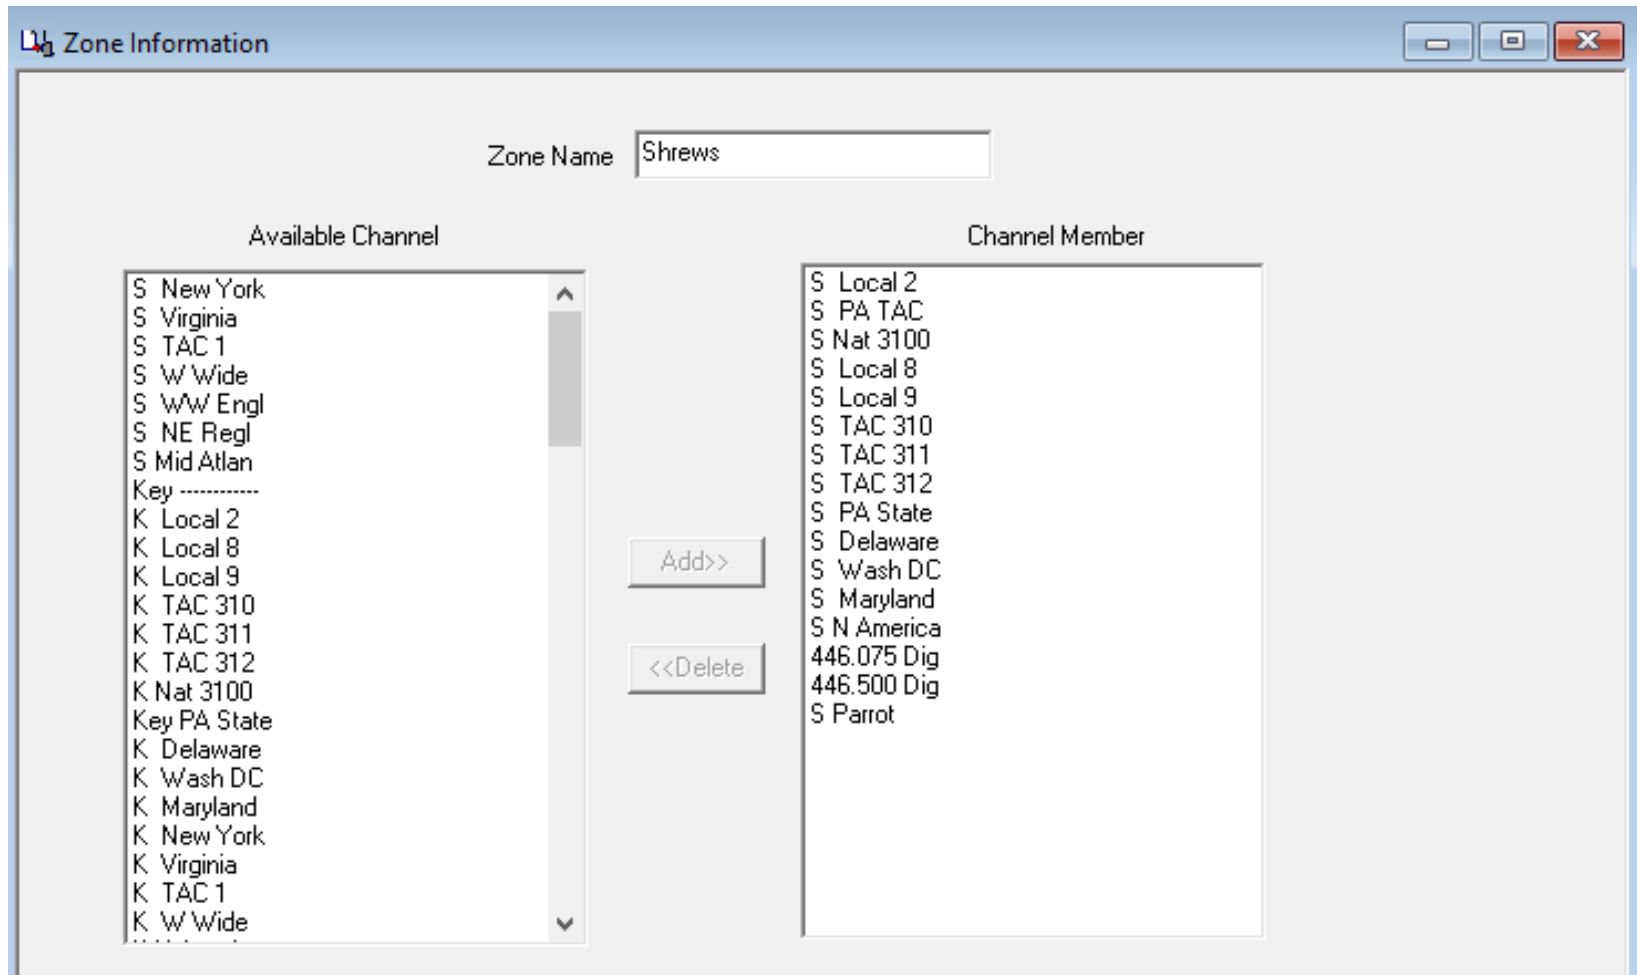 Zone Information
Zone Name Shrews
Available Channel
S New York
S Virginia
S TAC 1
S W Wide
S WW Engl
S NE Regl
S Mid Atlan
Key ------------
K Local 2
K Local 8
K Local 9
K TAC 310
K TAC 311
K TAC 312
K Nat 3100
Key PA State
K Delaware
K Wash DC
K Maryland
K New York
K Virginia
K TAC 1
K W Wide
Add>>
<<Delete
Channel Member
S Local 2
S PA TAC
S Nat 3100
S Local 8
S Local 9
S TAC 310
S TAC 311
S TAC 312
S PA State
S Delaware
S Wash DC
S Maryland
S N America
446.075 Dig
446.500 Dig
S Parrot